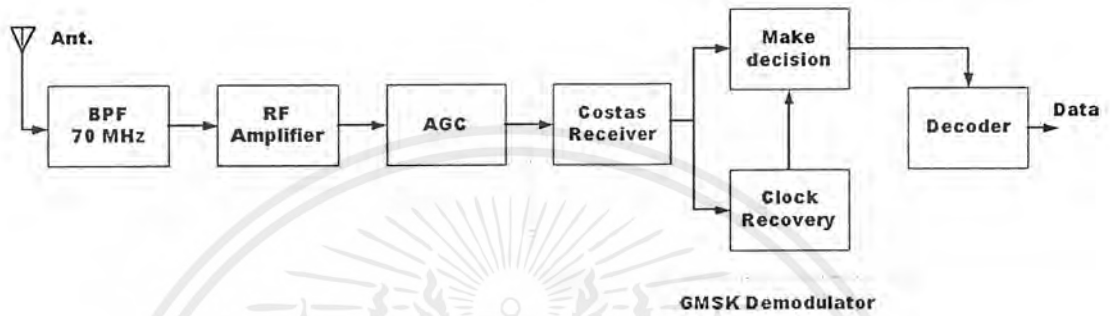 Ant.
BPF
70 MHz
RF
Amplifier
AGC
Costas
Receiver
Make
decision
Clock
Recovery
Decoder
Data
GMSK Demodulator